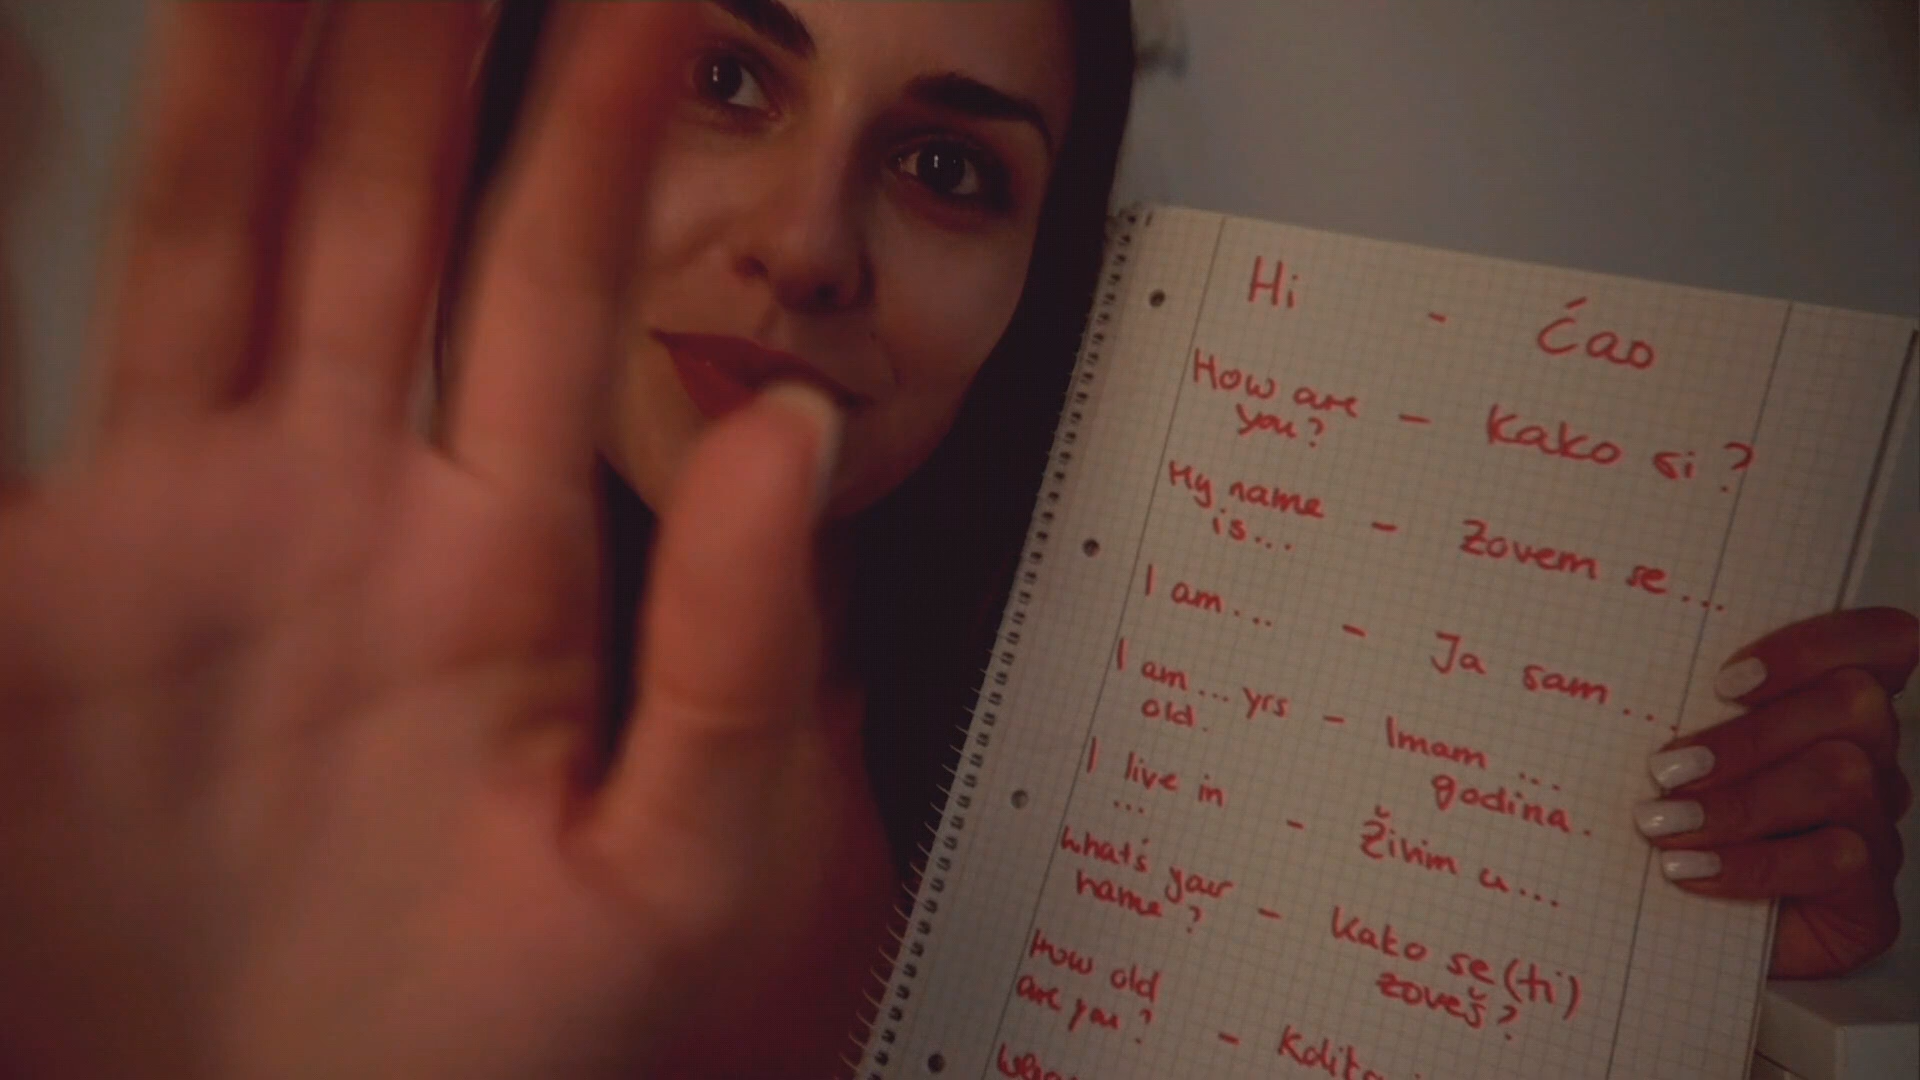 Hi - Ćao
How are - Kako si?
you?
My name - Zovem se...
is...
I am... - Ja sam...
I am... yrs - Imam ...
old. godina.
I live in - Živim u...
...
What's your - Kako se (ti)
name? zoveš?
How old
are you? - Koliko